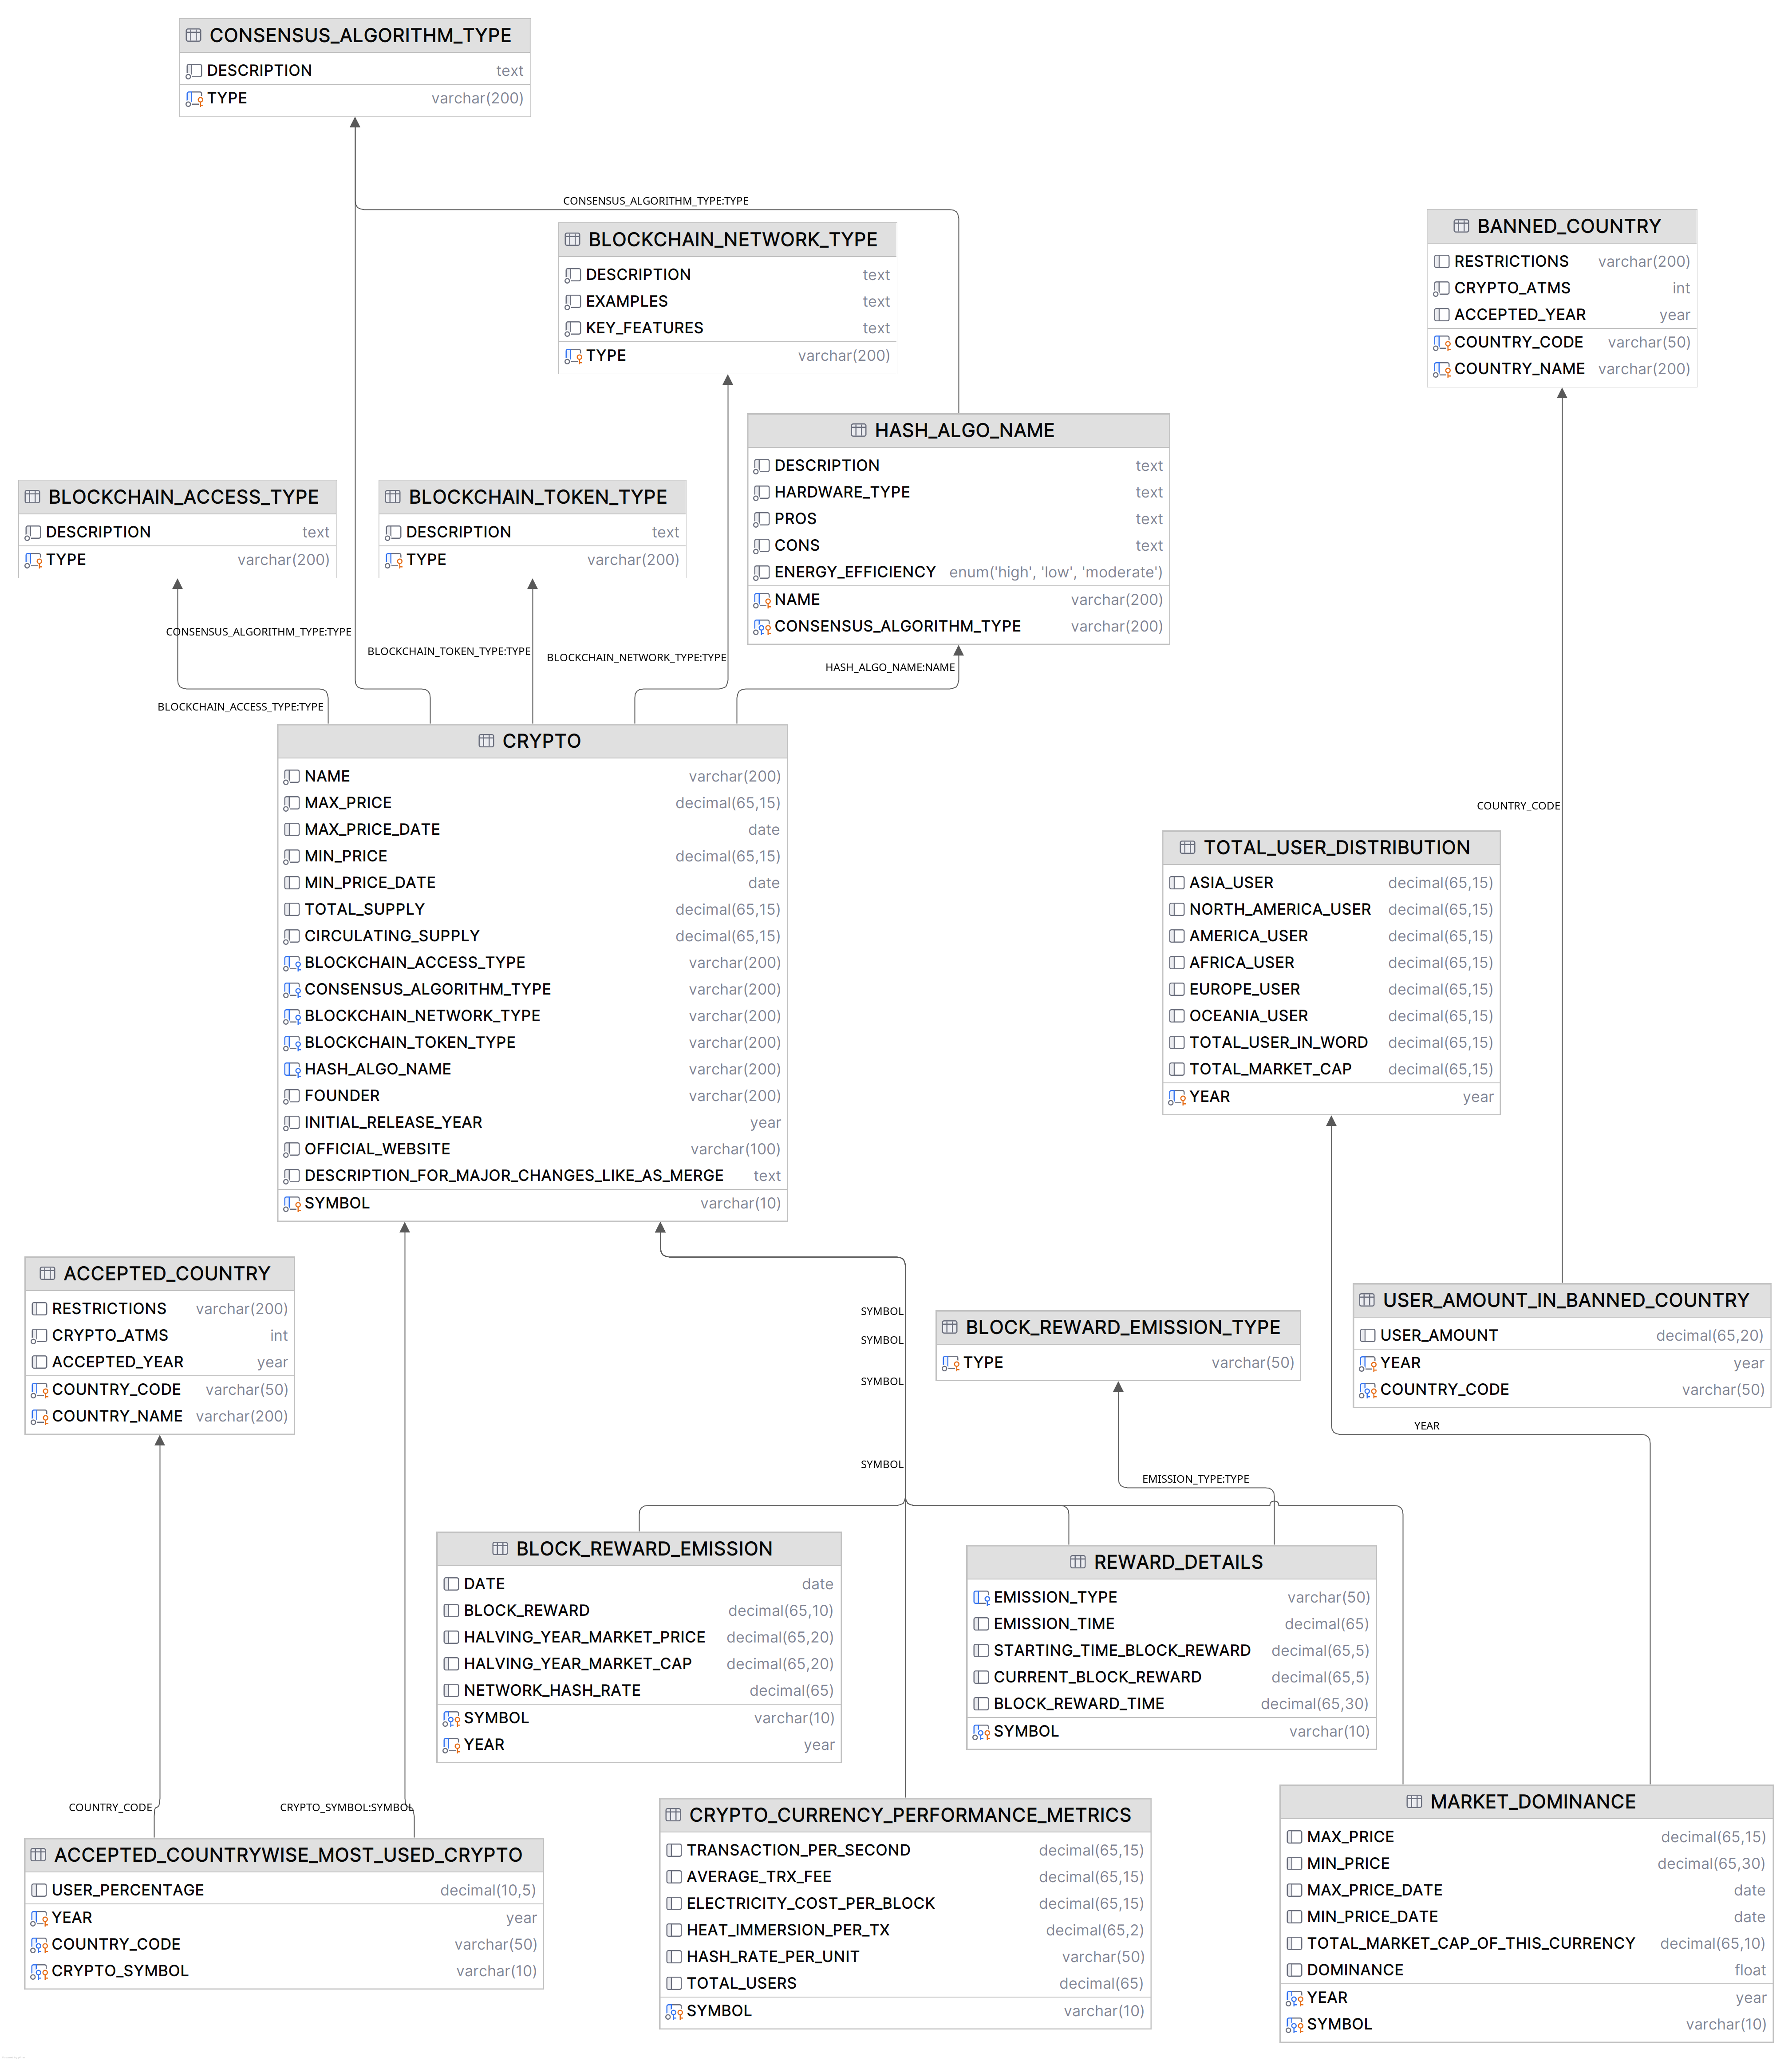 CONSENSUS_ALGORITHM_TYPE
DESCRIPTION text
TYPE varchar(200)
CONSENSUS_ALGORITHM_TYPE:TYPE
BLOCKCHAIN_NETWORK_TYPE
DESCRIPTION text
EXAMPLES text
KEY_FEATURES text
TYPE varchar(200)
BANNED_COUNTRY
RESTRICTIONS varchar(200)
CRYPTO_ATMS int
ACCEPTED_YEAR year
COUNTRY_CODE varchar(50)
COUNTRY_NAME varchar(200)
HASH_ALGO_NAME
DESCRIPTION text
HARDWARE_TYPE text
PROS text
CONS text
ENERGY_EFFICIENCY enum('high', 'low', 'moderate')
NAME varchar(200)
CONSENSUS_ALGORITHM_TYPE varchar(200)
BLOCKCHAIN_ACCESS_TYPE
DESCRIPTION text
TYPE varchar(200)
BLOCKCHAIN_TOKEN_TYPE
DESCRIPTION text
TYPE varchar(200)
CONSENSUS_ALGORITHM_TYPE:TYPE
BLOCKCHAIN_TOKEN_TYPE:TYPE
BLOCKCHAIN_NETWORK_TYPE:TYPE
HASH_ALGO_NAME:NAME
BLOCKCHAIN_ACCESS_TYPE:TYPE
CRYPTO
NAME varchar(200)
MAX_PRICE decimal(65,15)
MAX_PRICE_DATE date
MIN_PRICE decimal(65,15)
MIN_PRICE_DATE date
TOTAL_SUPPLY decimal(65,15)
CIRCULATING_SUPPLY decimal(65,15)
BLOCKCHAIN_ACCESS_TYPE varchar(200)
CONSENSUS_ALGORITHM_TYPE varchar(200)
BLOCKCHAIN_NETWORK_TYPE varchar(200)
BLOCKCHAIN_TOKEN_TYPE varchar(200)
HASH_ALGO_NAME varchar(200)
FOUNDER varchar(200)
INITIAL_RELEASE_YEAR year
OFFICIAL_WEBSITE varchar(100)
DESCRIPTION_FOR_MAJOR_CHANGES_LIKE_AS_MERGE text
SYMBOL varchar(10)
COUNTRY_CODE
TOTAL_USER_DISTRIBUTION
ASIA_USER decimal(65,15)
NORTH_AMERICA_USER decimal(65,15)
AMERICA_USER decimal(65,15)
AFRICA_USER decimal(65,15)
EUROPE_USER decimal(65,15)
OCEANIA_USER decimal(65,15)
TOTAL_USER_IN_WORD decimal(65,15)
TOTAL_MARKET_CAP decimal(65,15)
YEAR year
ACCEPTED_COUNTRY
RESTRICTIONS varchar(200)
CRYPTO_ATMS int
ACCEPTED_YEAR year
COUNTRY_CODE varchar(50)
COUNTRY_NAME varchar(200)
SYMBOL
SYMBOL
SYMBOL
SYMBOL
BLOCK_REWARD_EMISSION_TYPE
TYPE varchar(50)
USER_AMOUNT_IN_BANNED_COUNTRY
USER_AMOUNT decimal(65,20)
YEAR year
COUNTRY_CODE varchar(50)
YEAR
EMISSION_TYPE:TYPE
BLOCK_REWARD_EMISSION
DATE date
BLOCK_REWARD decimal(65,10)
HALVING_YEAR_MARKET_PRICE decimal(65,20)
HALVING_YEAR_MARKET_CAP decimal(65,20)
NETWORK_HASH_RATE decimal(65)
SYMBOL varchar(10)
YEAR year
REWARD_DETAILS
EMISSION_TYPE varchar(50)
EMISSION_TIME decimal(65)
STARTING_TIME_BLOCK_REWARD decimal(65,5)
CURRENT_BLOCK_REWARD decimal(65,5)
BLOCK_REWARD_TIME decimal(65,30)
SYMBOL varchar(10)
COUNTRY_CODE
CRYPTO_SYMBOL:SYMBOL
ACCEPTED_COUNTRYWISE_MOST_USED_CRYPTO
USER_PERCENTAGE decimal(10,5)
YEAR year
COUNTRY_CODE varchar(50)
CRYPTO_SYMBOL varchar(10)
CRYPTO_CURRENCY_PERFORMANCE_METRICS
TRANSACTION_PER_SECOND decimal(65,15)
AVERAGE_TRX_FEE decimal(65,15)
ELECTRICITY_COST_PER_BLOCK decimal(65,15)
HEAT_IMMERSION_PER_TX decimal(65,2)
HASH_RATE_PER_UNIT varchar(50)
TOTAL_USERS decimal(65)
SYMBOL varchar(10)
MARKET_DOMINANCE
MAX_PRICE decimal(65,15)
MIN_PRICE decimal(65,30)
MAX_PRICE_DATE date
MIN_PRICE_DATE date
TOTAL_MARKET_CAP_OF_THIS_CURRENCY decimal(65,10)
DOMINANCE float
YEAR year
SYMBOL varchar(10)